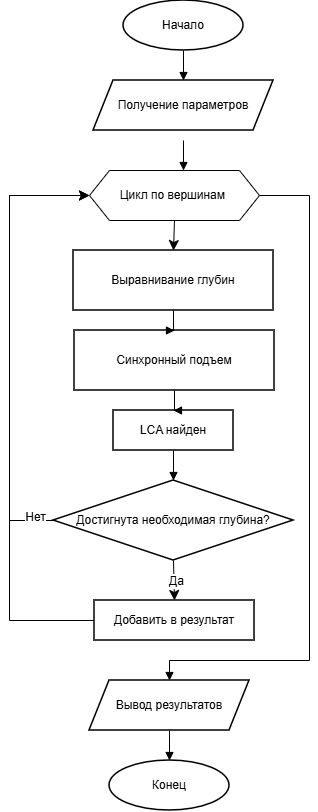 Начало
Получение параметров
Цикл по вершинам
Выравнивание глубин
Синхронный подъем
LCA найден
Достигнута необходимая глубина?
Нет
Да
Добавить в результат
Вывод результатов
Конец